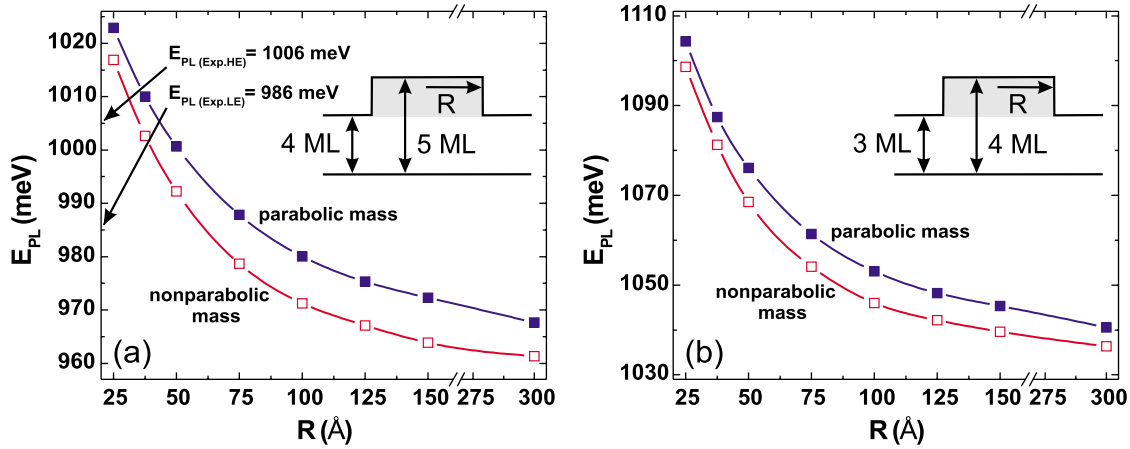 1020
1010
1000
990
980
970
960
E_PL (meV)
E_PL (Exp.HE) = 1006 meV
E_PL (Exp.LE) = 986 meV
R
4 ML
5 ML
parabolic mass
nonparabolic
mass
(a)
25 50 75 100 125 150 275 300
R (Å)
1110
1090
1070
1050
1030
E_PL (meV)
R
3 ML
4 ML
parabolic mass
nonparabolic
mass
(b)
25 50 75 100 125 150 275 300
R (Å)